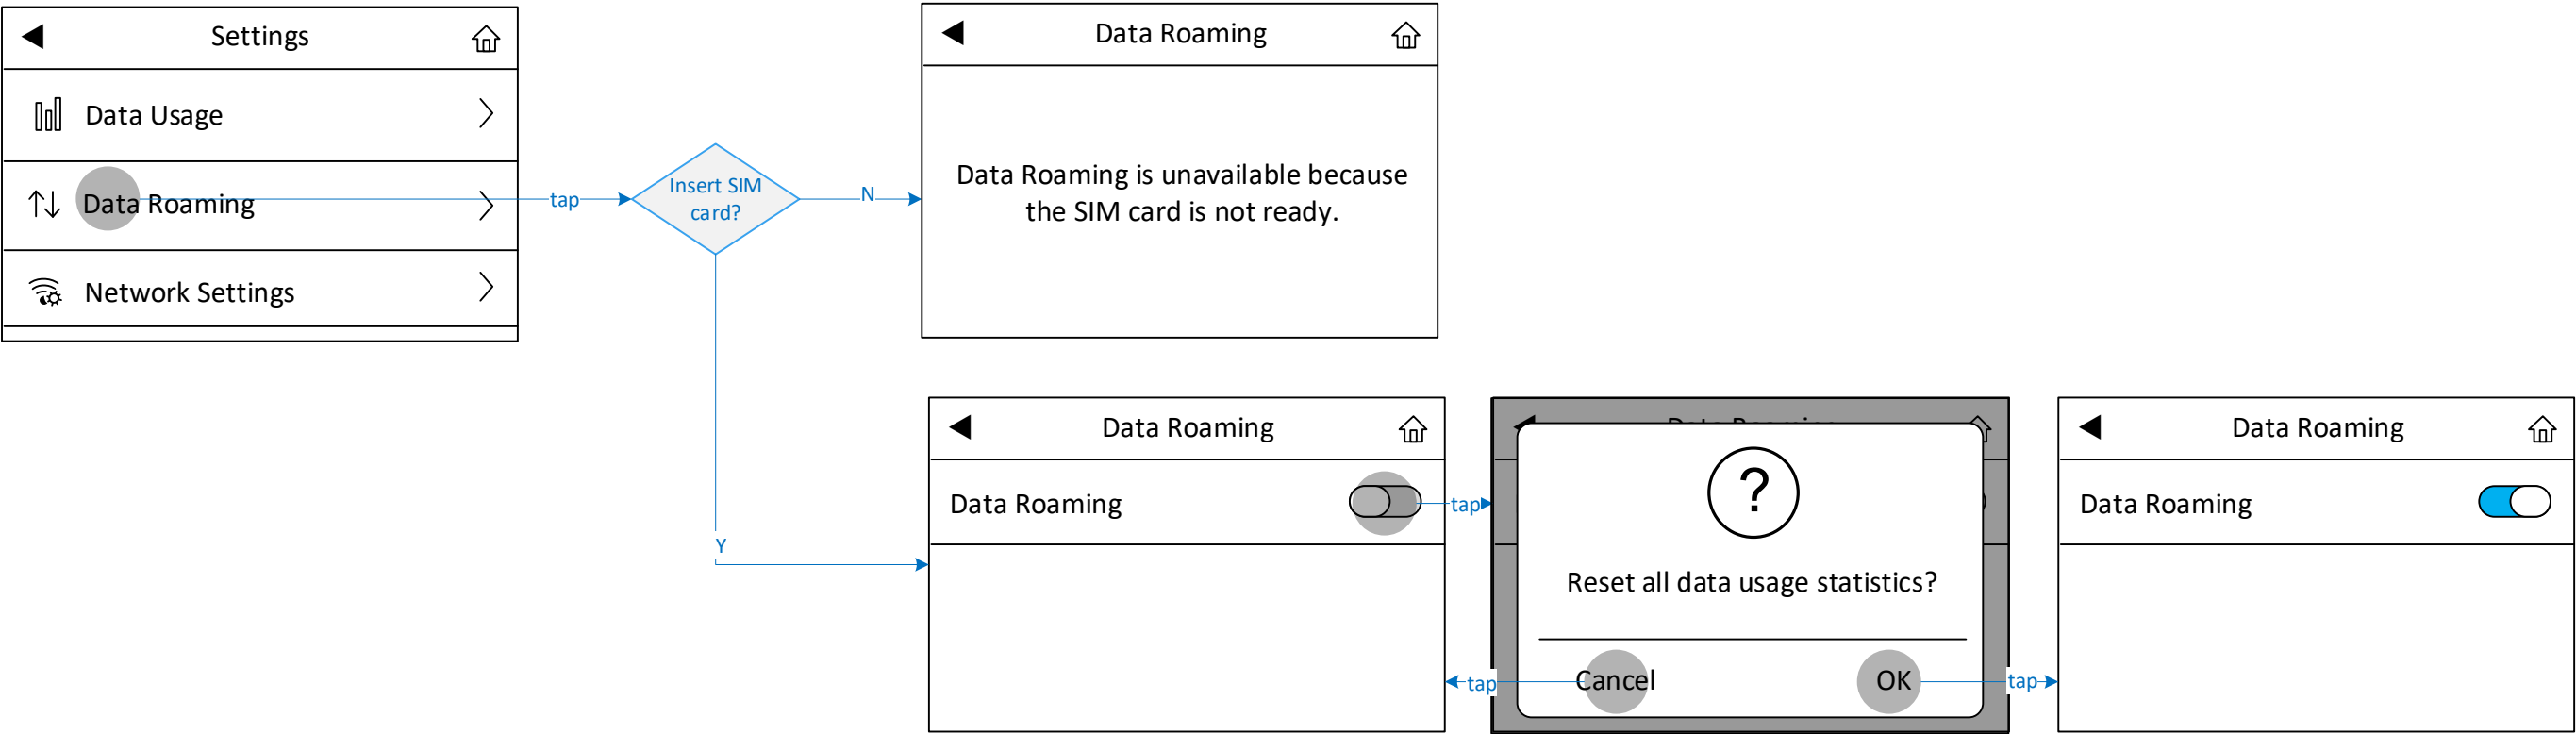 Settings
Data Usage
Data Roaming
Network Settings
tap
Insert SIM
card?
N
Y
Data Roaming
Data Roaming is unavailable because
the SIM card is not ready.
Data Roaming
Data Roaming
tap
Data Roaming
?
Reset all data usage statistics?
Cancel
OK
tap
tap
Data Roaming
Data Roaming